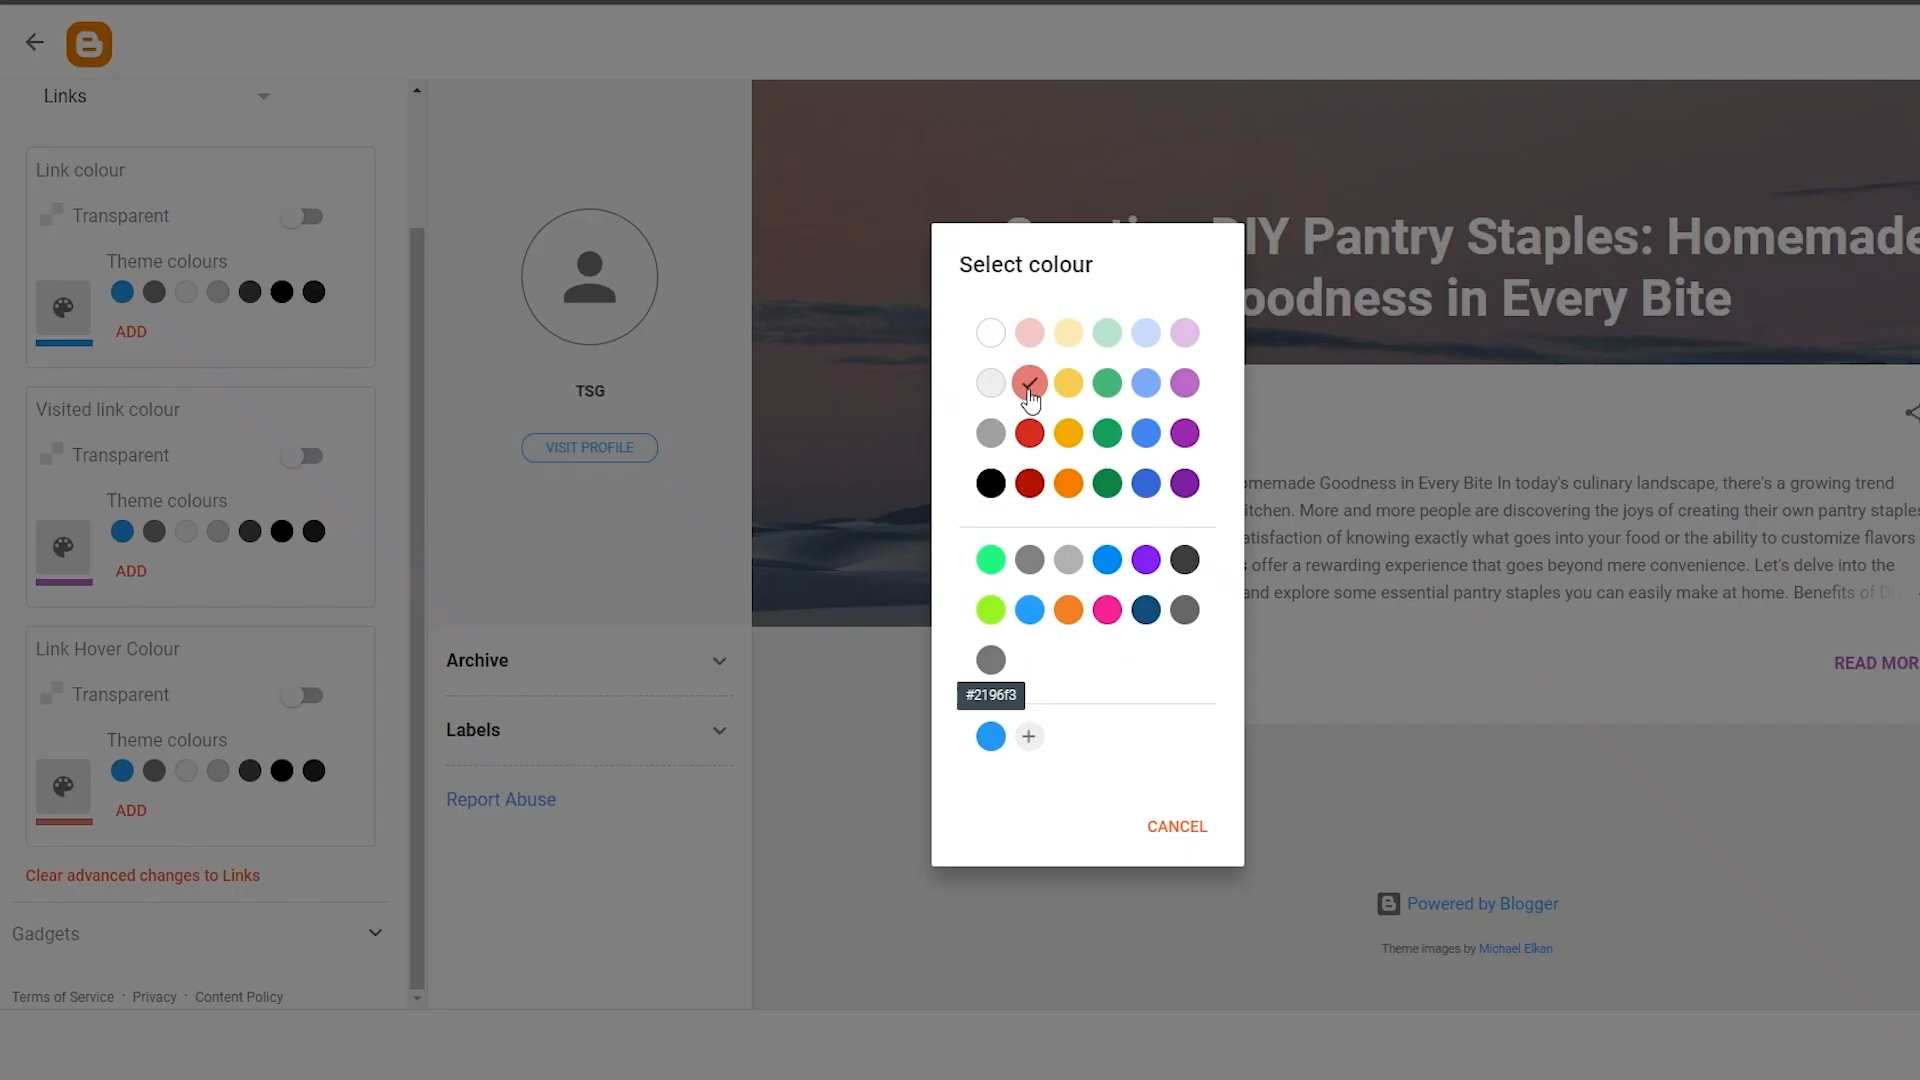 Links
Link colour
Transparent
Theme colours
ADD
Visited link colour
Transparent
Theme colours
ADD
Link Hover Colour
Transparent
Theme colours
ADD
Clear advanced changes to Links
Gadgets
Terms of Service · Privacy · Content Policy
TSG
VISIT PROFILE
Archive
Labels
Report Abuse
Select colour
#2196f3
CANCEL
DIY Pantry Staples: Homemade
oodness in Every Bite
omemade Goodness in Every Bite In today's culinary landscape, there's a growing trend
itchen. More and more people are discovering the joys of creating their own pantry staples
atisfaction of knowing exactly what goes into your food or the ability to customize flavors
offer a rewarding experience that goes beyond mere convenience. Let's delve into the
and explore some essential pantry staples you can easily make at home. Benefits of
READ MOR
Powered by Blogger
Theme images by Michael Elkan